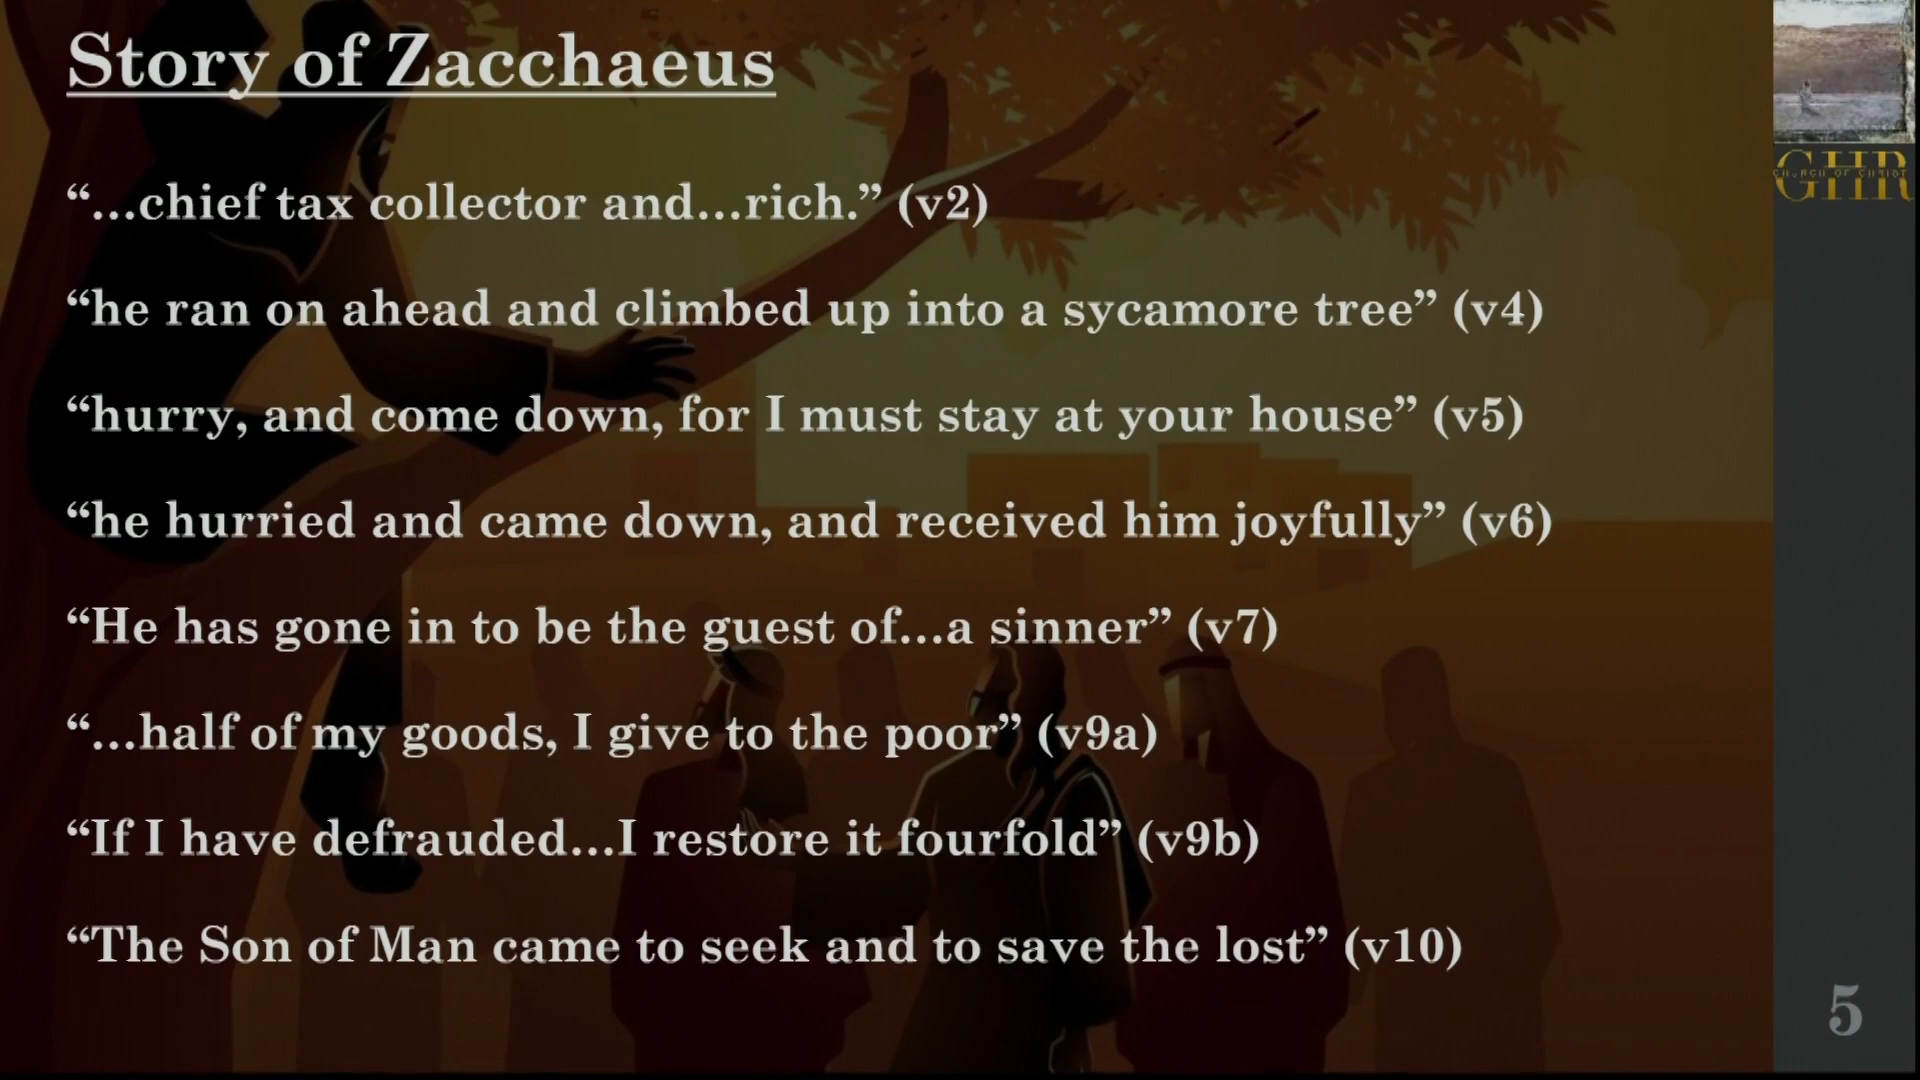 Story of Zacchaeus
“...chief tax collector and...rich.” (v2)
“he ran on ahead and climbed up into a sycamore tree” (v4)
“hurry, and come down, for I must stay at your house” (v5)
“he hurried and came down, and received him joyfully” (v6)
“He has gone in to be the guest of...a sinner” (v7)
“...half of my goods, I give to the poor” (v9a)
“If I have defrauded...I restore it fourfold” (v9b)
“The Son of Man came to seek and to save the lost” (v10)
GHR
CHURCH OF CHRIST
5